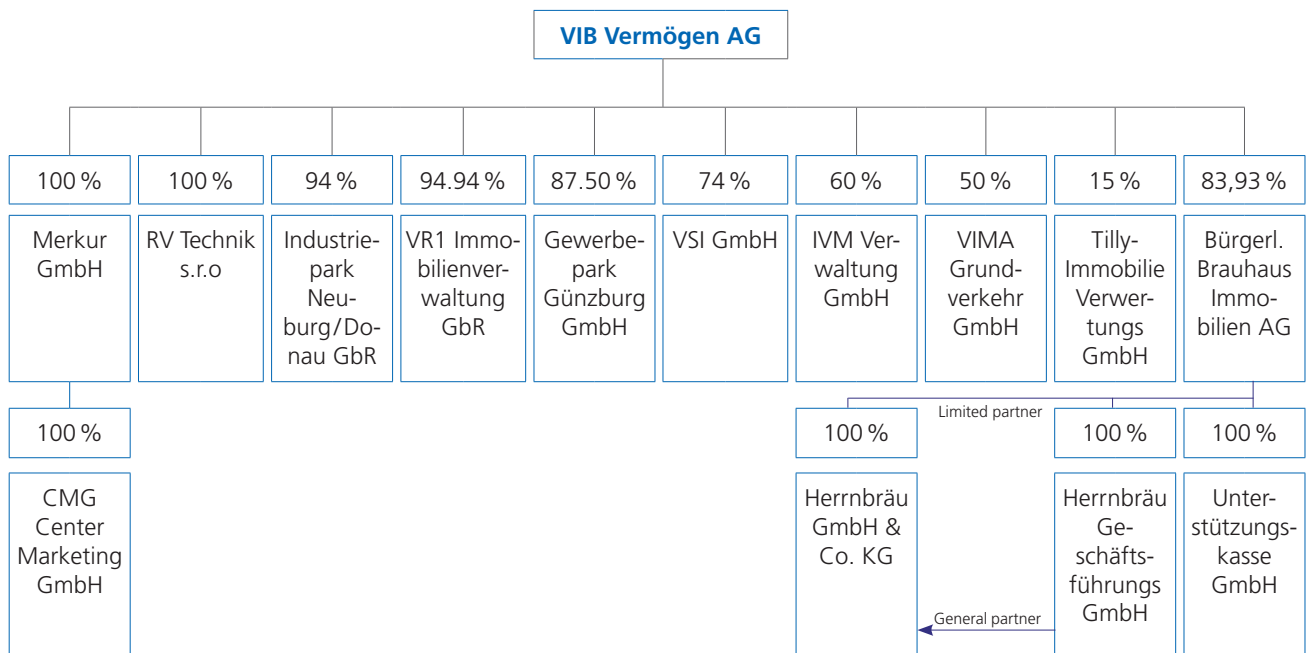 VIB Vermögen AG
100 %
100 %
94 %
94.94 %
87.50 %
74 %
60 %
50 %
15 %
83,93 %
Merkur
GmbH
RV Technik
s.r.o
Industrie-
park
Neu-
burg/Do-
nau GbR
VR1 Immo-
bilienver-
waltung
GbR
Gewerbe-
park
Günzburg
GmbH
VSI GmbH
IVM Ver-
waltung
GmbH
VIMA
Grund-
verkehr
GmbH
Tilly-
Immobilie
Verwer-
tungs
GmbH
Bürgerl.
Brauhaus
Immo-
bilien AG
Limited partner
100 %
100 %
100 %
100 %
CMG
Center
Marketing
GmbH
Herrnbräu
GmbH &
Co. KG
Herrnbräu
Ge-
schäfts-
führungs
GmbH
Unter-
stützungs-
kasse
GmbH
General partner